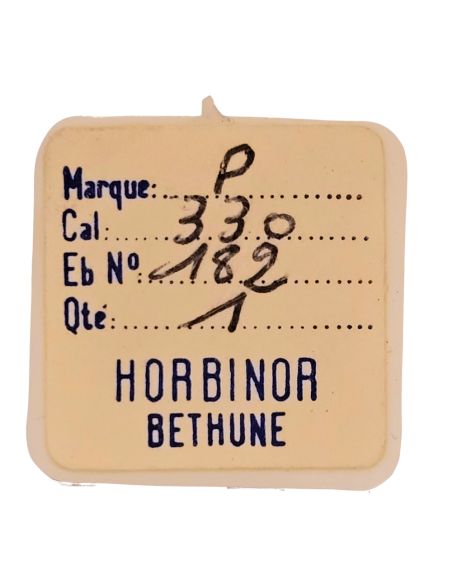 Marque: P
Cal: 330
Eb Nº 182
Qté: 1
HORBINOR
BETHUNE